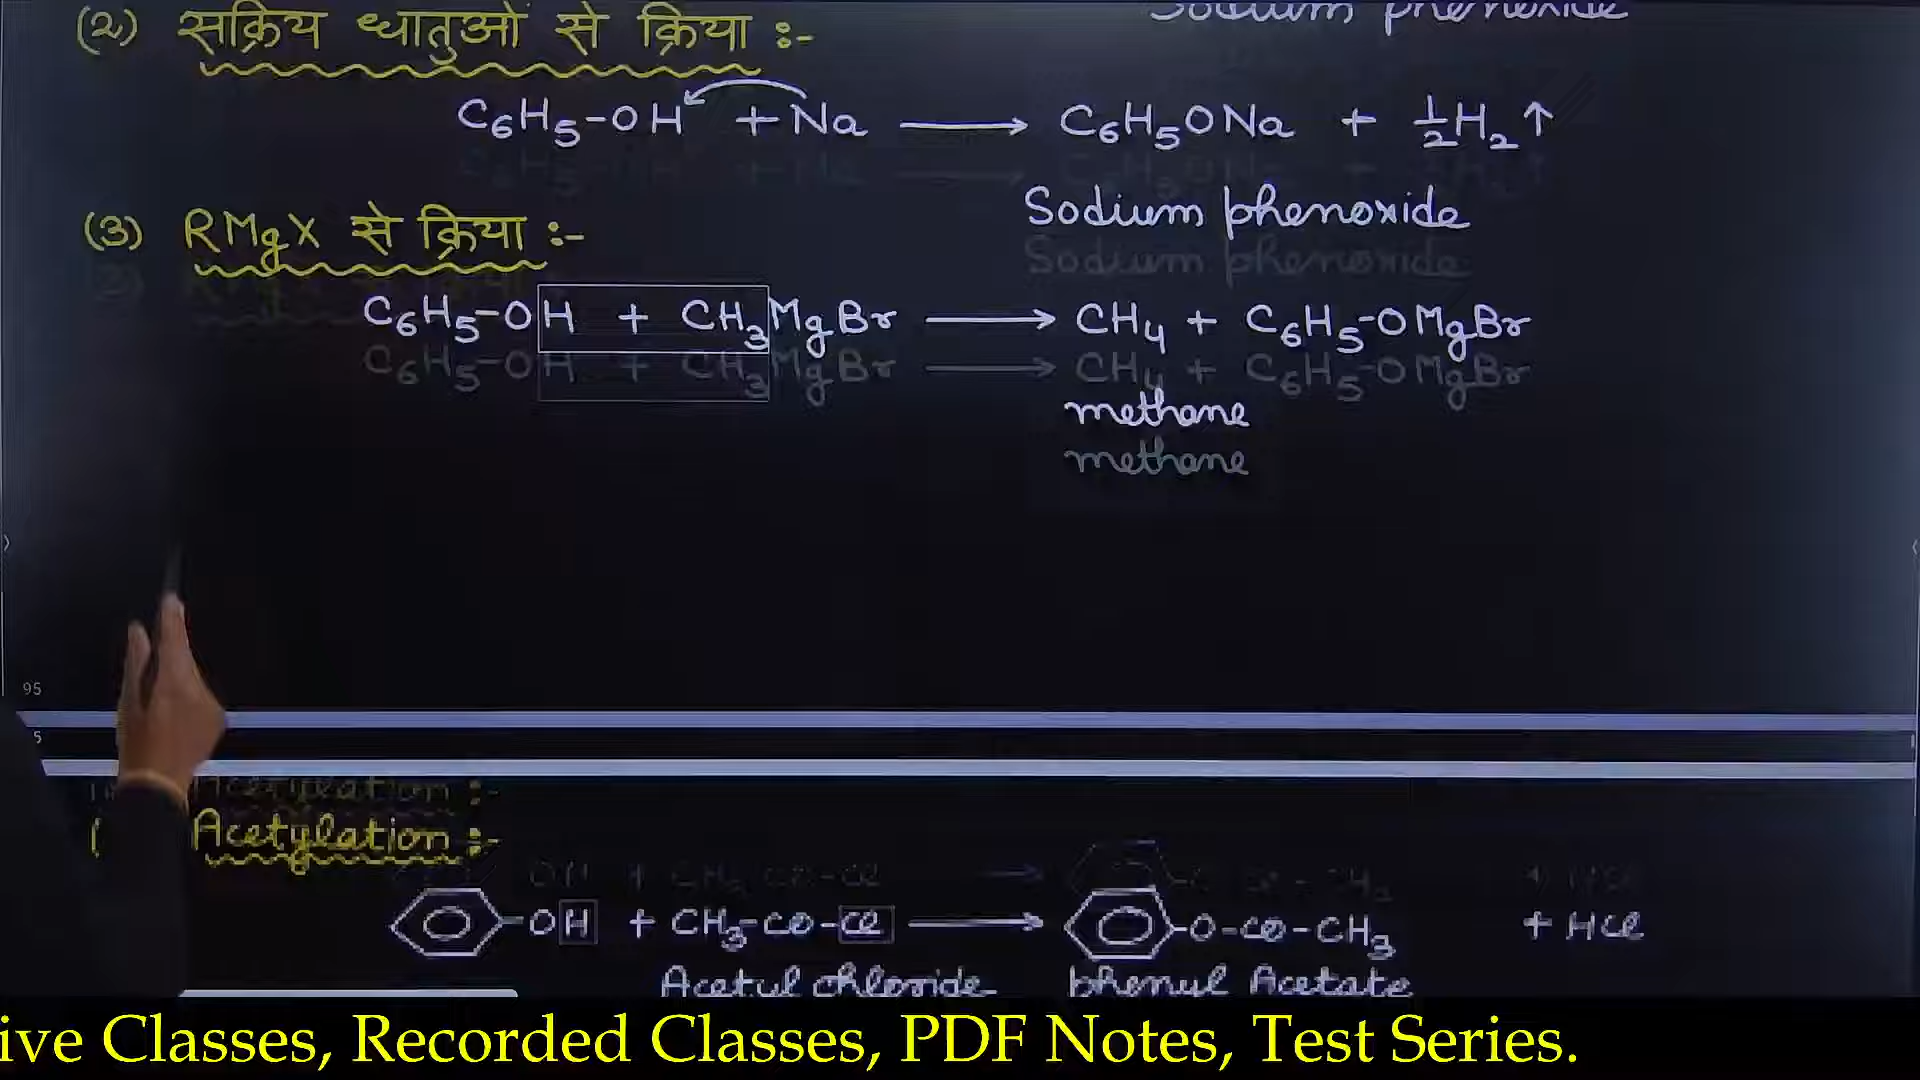 Sodium phenoxide
(2) सक्रिय धातुओं से क्रिया :-
C₆H₅-OH + Na ⟶ C₆H₅ONa + ½H₂↑
Sodium phenoxide
(3) RMgX से क्रिया :-
C₆H₅-OH + CH₃MgBr ⟶ CH₄ + C₆H₅-OMgBr
methane
95
5
Acetylation :-
-OH + CH₃-CO-Cl ⟶ -O-CO-CH₃ + HCl
Acetyl chloride phenyl Acetate
ive Classes, Recorded Classes, PDF Notes, Test Series.